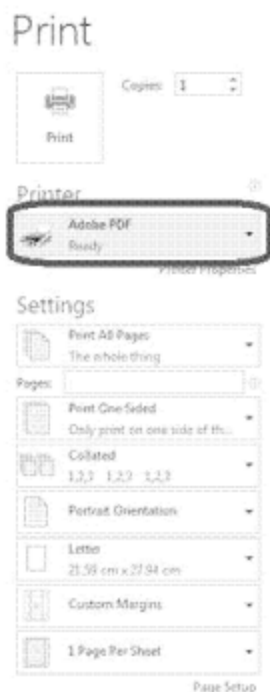 Print
Copies: 1
Print
Printer
Adobe PDF
Ready
Printer Properties
Settings
Print All Pages
The whole thing
Pages:
Print One Sided
Only print on one side of th...
Collated
1,2,3 1,2,3 1,2,3
Portrait Orientation
Letter
21.59 cm x 27.94 cm
Custom Margins
1 Page Per Sheet
Page Setup